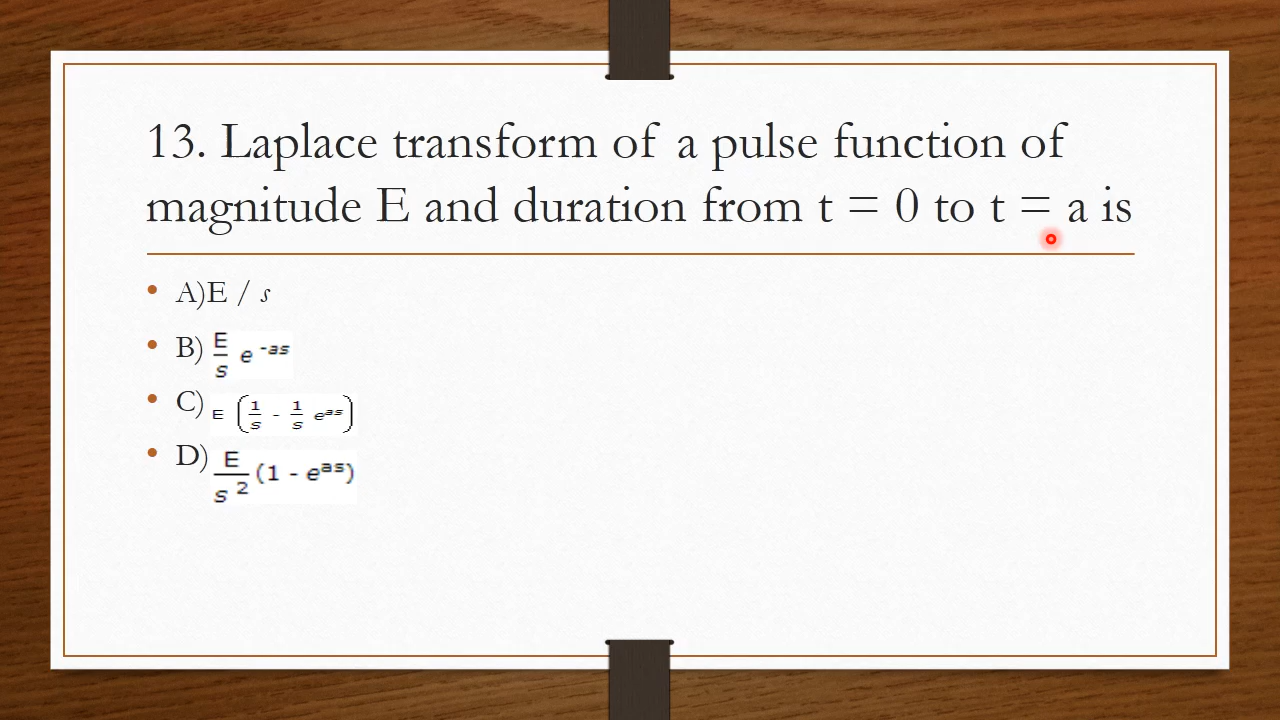 13. Laplace transform of a pulse function of
magnitude E and duration from t = 0 to t = a is
• A)E / s
• B) E/s e^-as
• C) E (1/s - 1/s e^as)
• D) E/s^2 (1 - e^as)